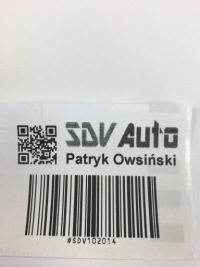 SDV Auto
Patryk Owsiński
#SDV102014